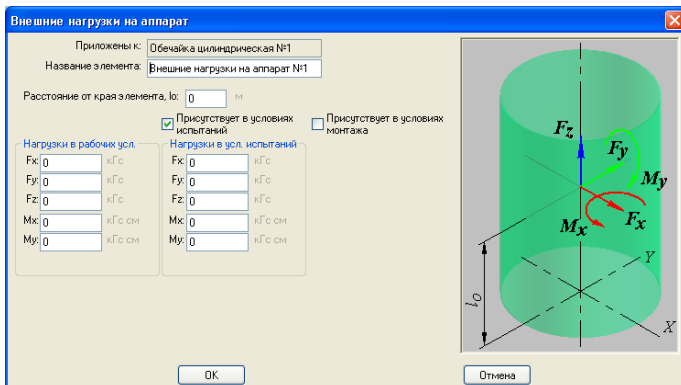 Внешние нагрузки на аппарат
Приложены к: Обечайка цилиндрическая №1
Название элемента: Внешние нагрузки на аппарат №1
Расстояние от края элемента, lo: 0 м
Присутствует в условиях испытаний
Присутствует в условиях монтажа
Нагрузки в рабочих усл.
Fx: 0 кГс
Fy: 0 кГс
Fz: 0 кГс
Mx: 0 кГс см
My: 0 кГс см
Нагрузки в усл. испытаний
Fx: 0 кГс
Fy: 0 кГс
Fz: 0 кГс
Mx: 0 кГс см
My: 0 кГс см
Fz
Fy
My
Fx
Mx
Y
lo
X
OK
Отмена